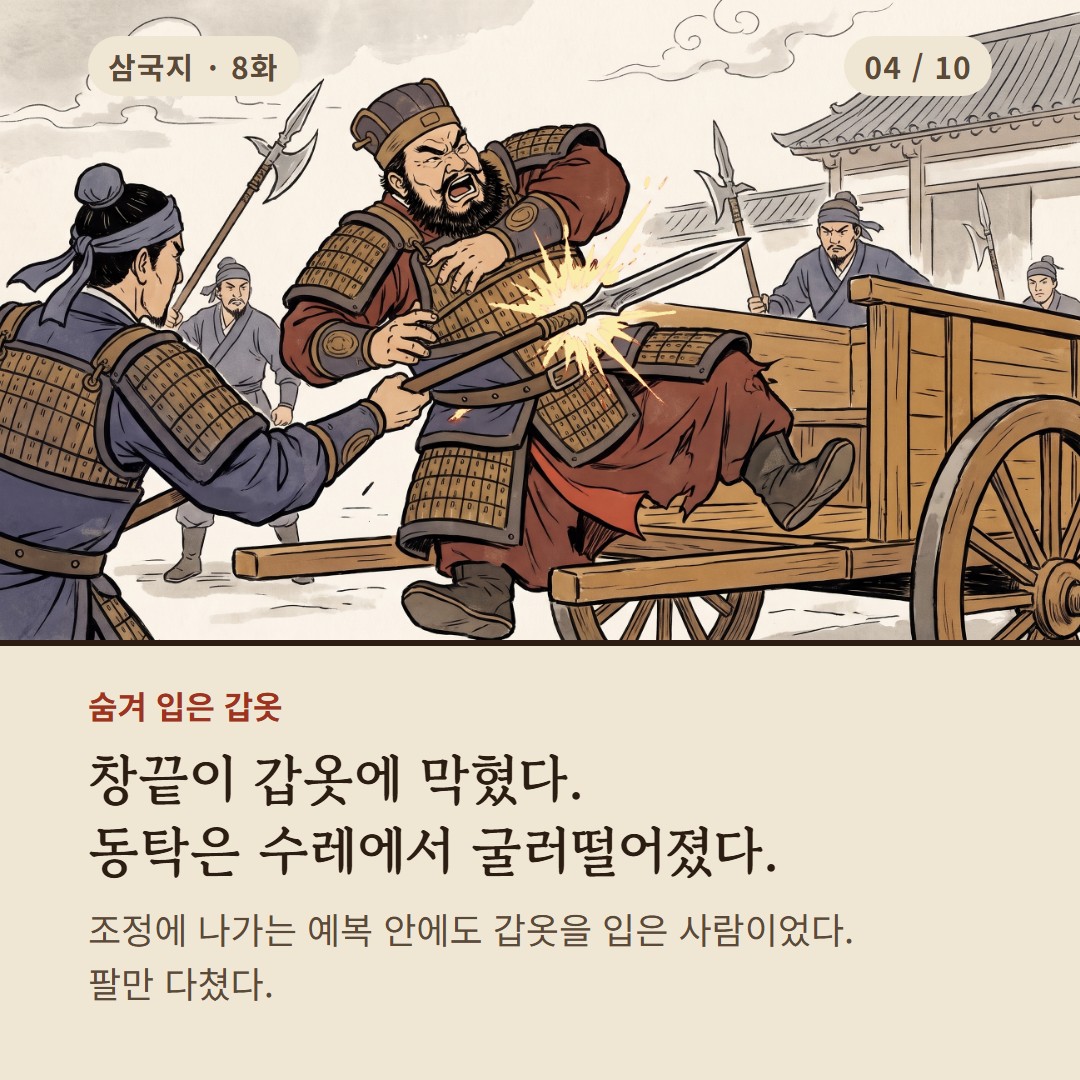 삼국지 · 8화
04 / 10
숨겨 입은 갑옷
창끝이 갑옷에 막혔다.
동탁은 수레에서 굴러떨어졌다.
조정에 나가는 예복 안에도 갑옷을 입은 사람이었다.
팔만 다쳤다.